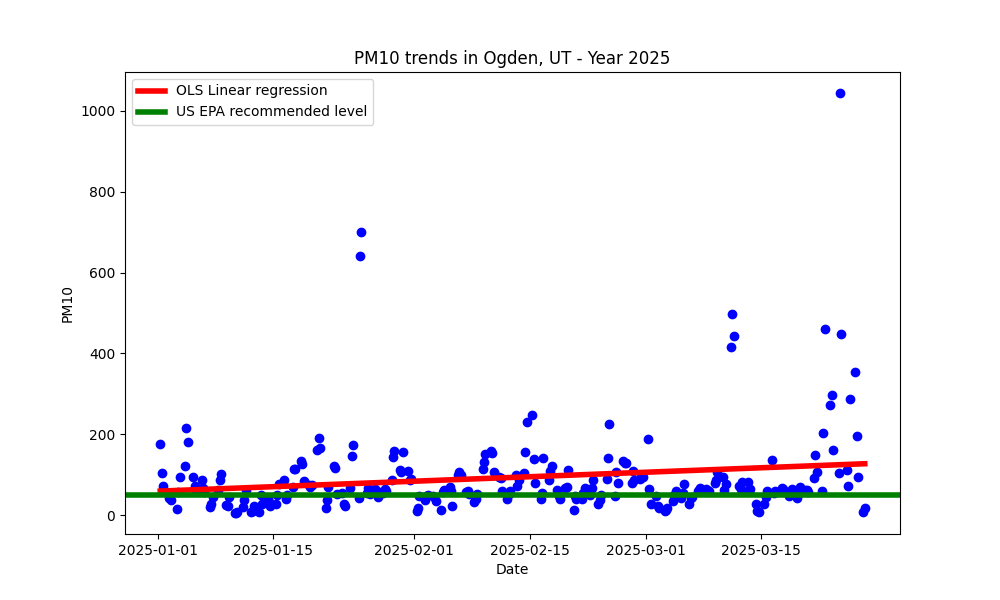 PM10 trends in Ogden, UT - Year 2025
OLS Linear regression
US EPA recommended level
1000
800
600
400
200
0
PM10
2025-01-01
2025-01-15
2025-02-01
2025-02-15
2025-03-01
2025-03-15
Date